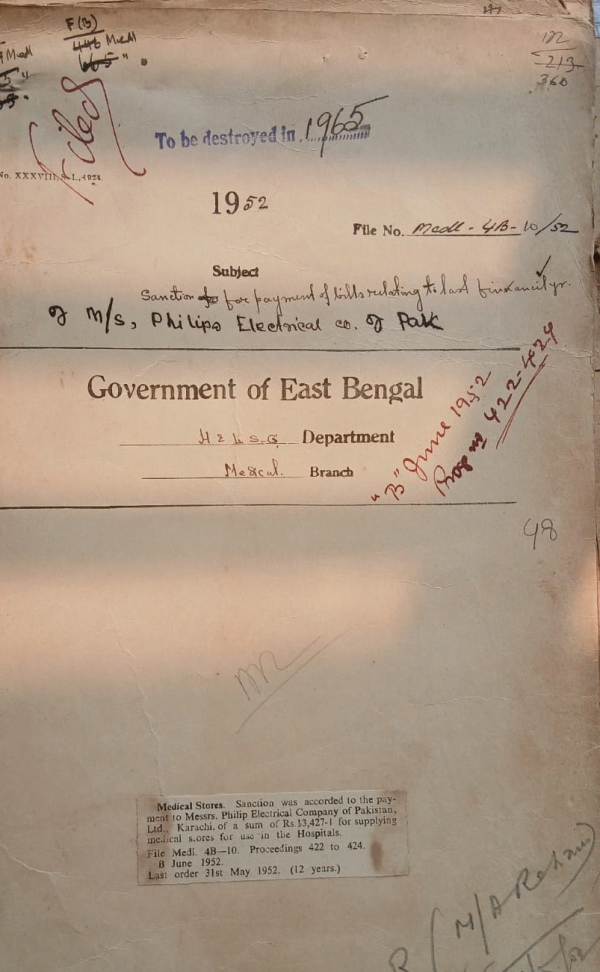 F(B)
446 Medl
Filed
To be destroyed in 1965
No. XXXVIII
1952
File No. Medl-4B-10/52
Subject
Sanction for payment of bills relating to last financial yr.
of M/S, Philips Electrical co. of Pak
Government of East Bengal
H & L.S.G. Department
Medical. Branch
"B" June 1952
Progs 422-424
48
Medical Stores. Sanction was accorded to the pay-
ment to Messrs. Philip Electrical Company of Pakistan,
Ltd., Karachi, of a sum of Rs.13,427-1 for supplying
medical stores for use in the Hospitals.
File Medl. 4B—10. Proceedings 422 to 424.
B June 1952.
Last order 31st May 1952. (12 years.)